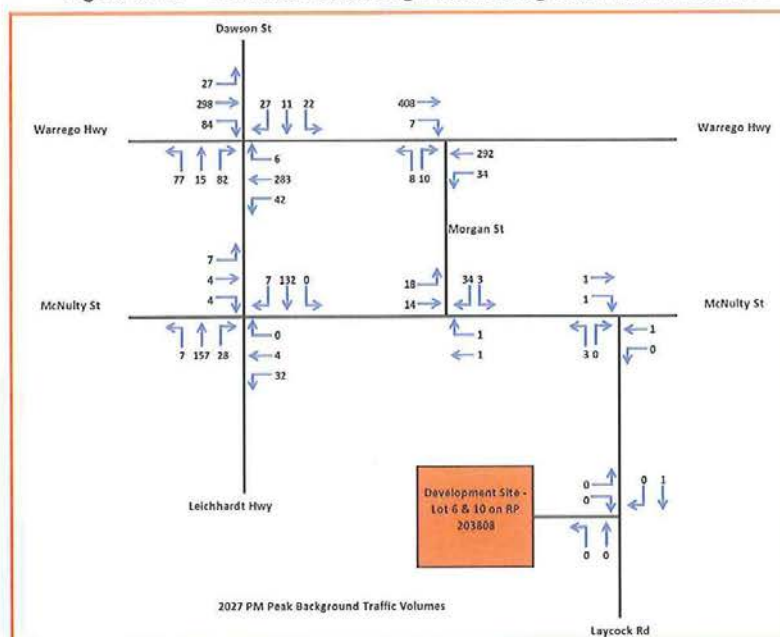 Dawson St
27
298
84
27 11 22
408
7
Warrego Hwy
Warrego Hwy
77 15 82
6
283
42
8 10
292
34
Morgan St
7
4
4
7 132 0
18
14
34 3
1
1
McNulty St
McNulty St
7 157 28
0
4
32
1
1
3 0
1
0
Leichhardt Hwy
Development Site -
Lot 6 & 10 on RP
203808
0
0
0 1
0 0
2027 PM Peak Background Traffic Volumes
Laycock Rd